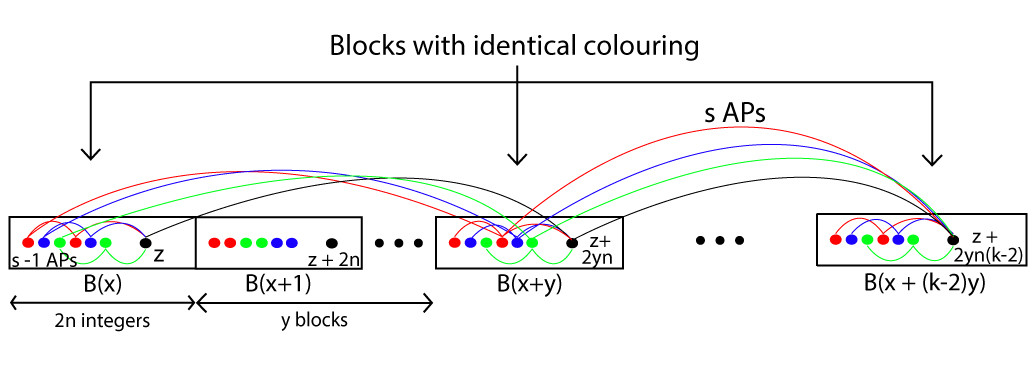 Blocks with identical colouring
s APs
s -1 APs
z
z + 2n
z+
2yn
z +
2yn(k-2)
B(x)
B(x+1)
B(x+y)
B(x + (k-2)y)
2n integers
y blocks